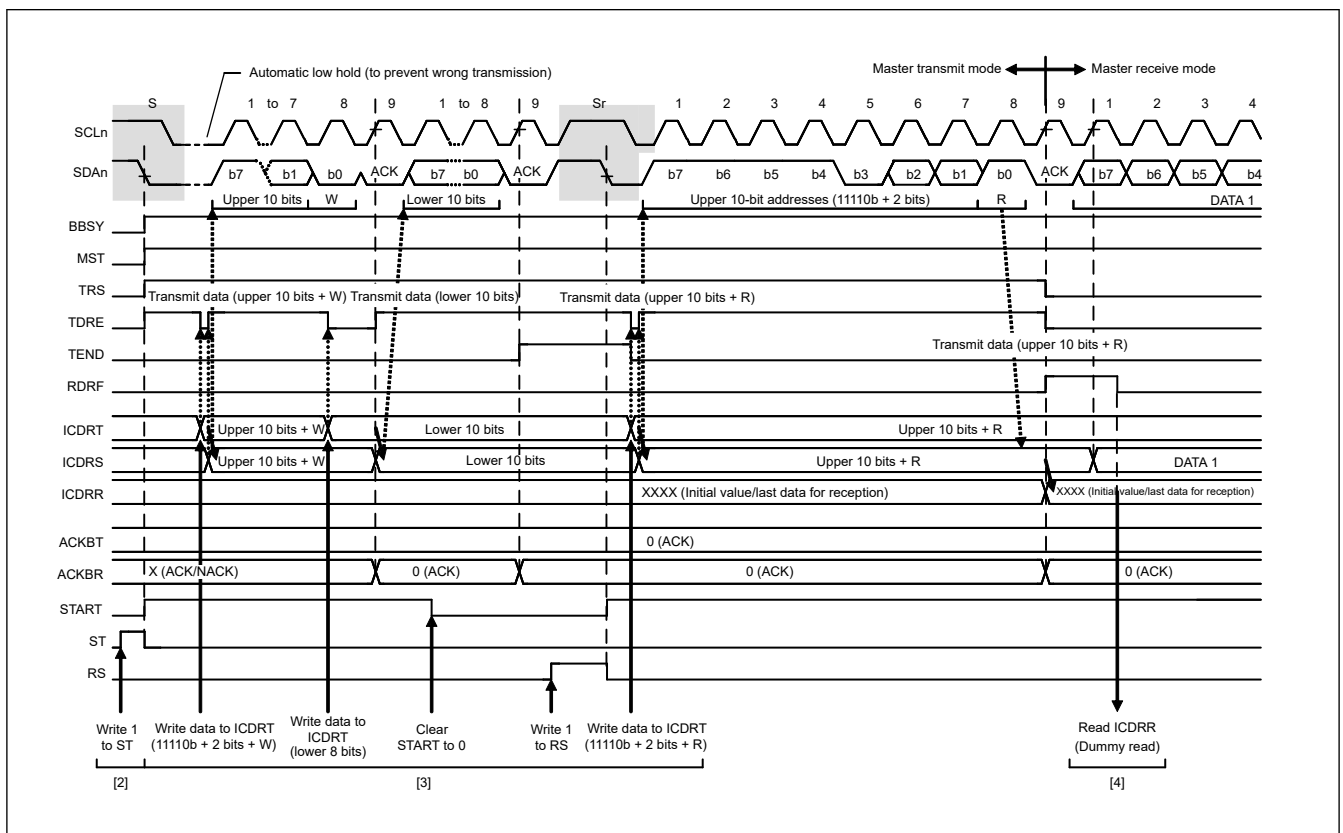 Automatic low hold (to prevent wrong transmission)
Master transmit mode
Master receive mode
S 1 to 7 8 9 1 to 8 9 Sr 1 2 3 4 5 6 7 8 9 1 2 3 4
SCLn
SDAn b7 b1 b0 ACK b7 b0 ACK b7 b6 b5 b4 b3 b2 b1 b0 ACK b7 b6 b5 b4
Upper 10 bits W Lower 10 bits Upper 10-bit addresses (11110b + 2 bits) R DATA 1
BBSY
MST
TRS
Transmit data (upper 10 bits + W) Transmit data (lower 10 bits) Transmit data (upper 10 bits + R)
TDRE
Transmit data (upper 10 bits + R)
TEND
RDRF
ICDRT Upper 10 bits + W Lower 10 bits Upper 10 bits + R
ICDRS Upper 10 bits + W Lower 10 bits Upper 10 bits + R DATA 1
ICDRR XXXX (Initial value/last data for reception) XXXX (Initial value/last data for reception)
ACKBT 0 (ACK)
ACKBR X (ACK/NACK) 0 (ACK) 0 (ACK) 0 (ACK)
START
ST
RS
Write 1
to ST
Write data to ICDRT
(11110b + 2 bits + W)
Write data to
ICDRT
(lower 8 bits)
Clear
START to 0
Write 1
to RS
Write data to ICDRT
(11110b + 2 bits + R)
Read ICDRR
(Dummy read)
[2] [3] [4]